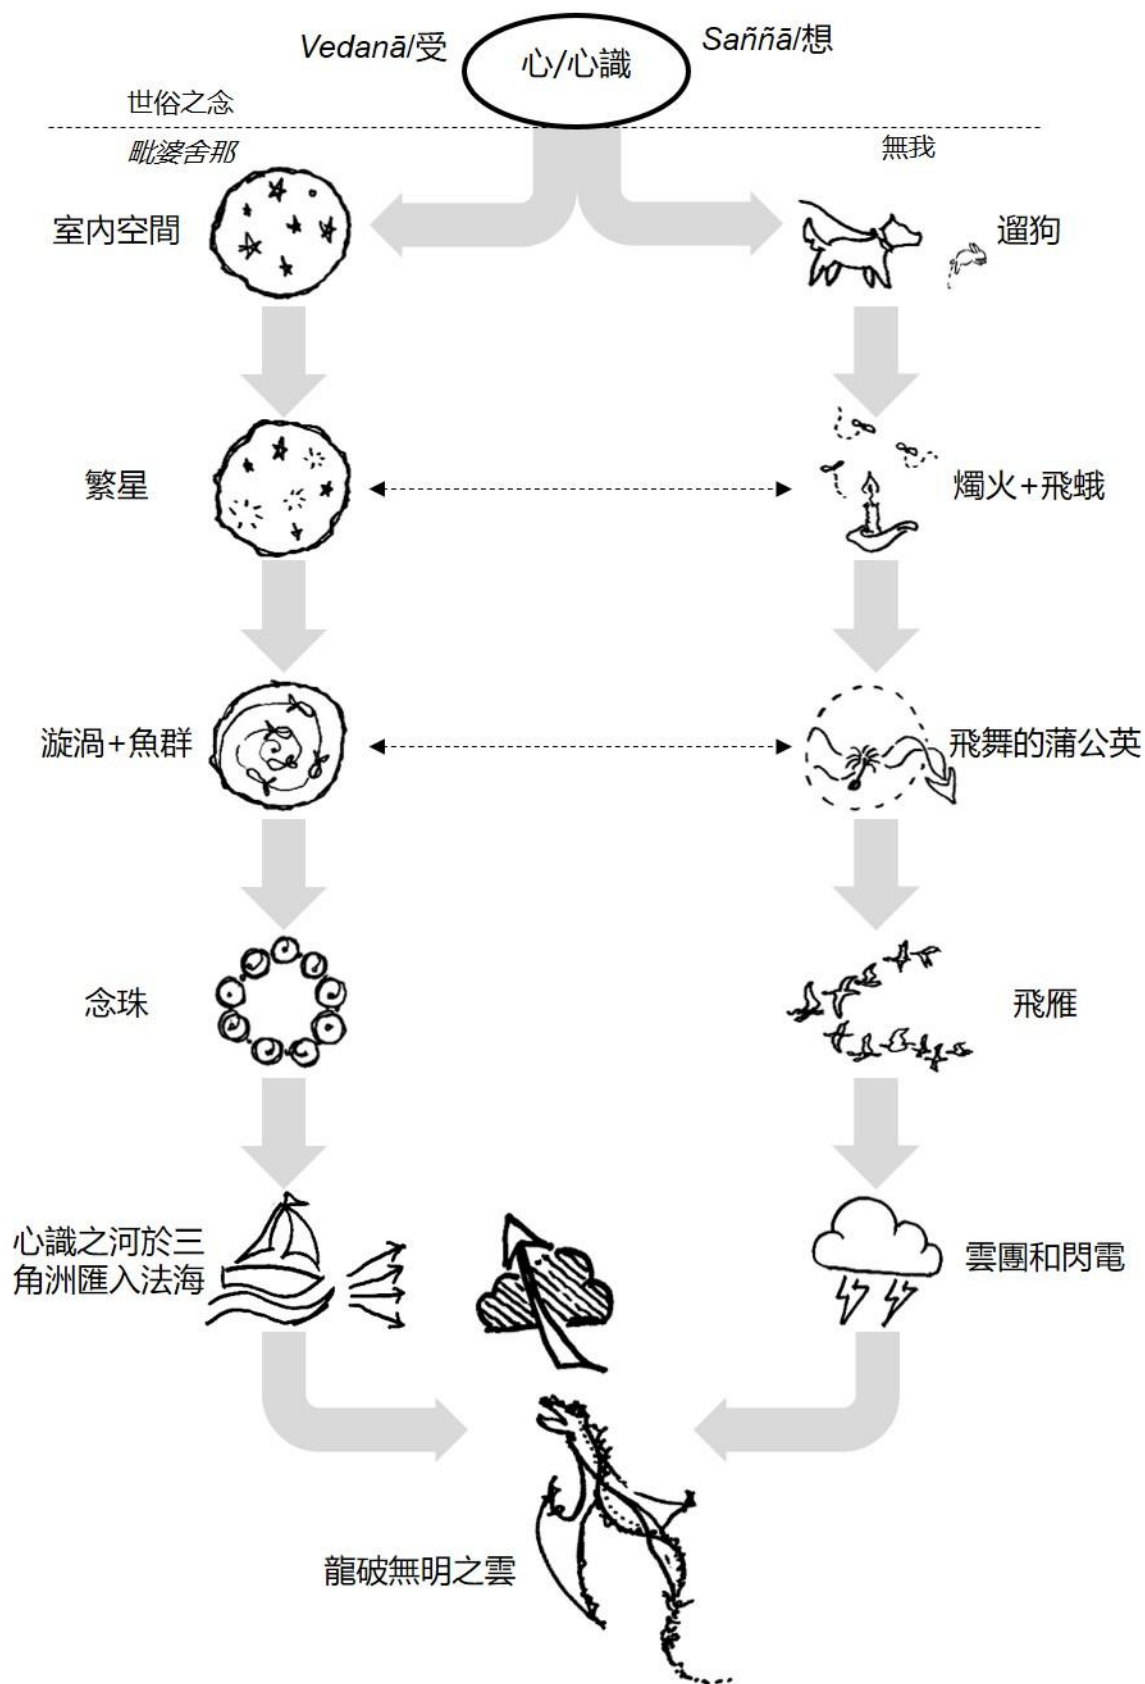 Vedanā/受
心/心識
Saññā/想
世俗之念
毗婆舍那
無我
室內空間
遛狗
繁星
燭火+飛蛾
漩渦+魚群
飛舞的蒲公英
念珠
飛雁
心識之河於三
角洲匯入法海
雲團和閃電
龍破無明之雲